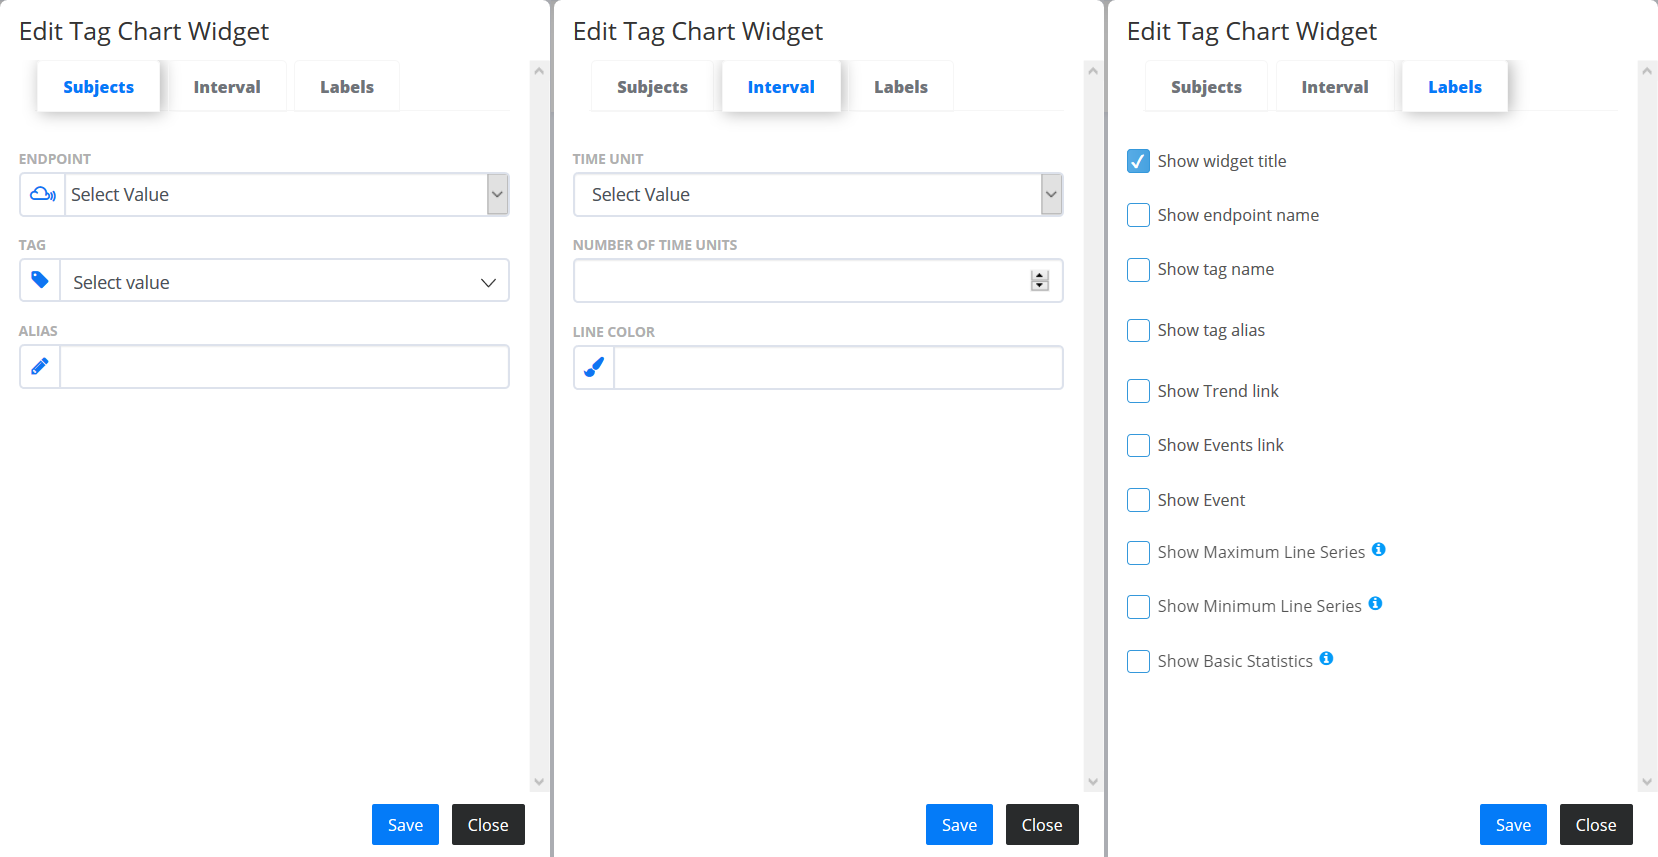 Edit Tag Chart Widget
Subjects Interval Labels
ENDPOINT
Select Value
TAG
Select value
ALIAS
Save Close
Edit Tag Chart Widget
Subjects Interval Labels
TIME UNIT
Select Value
NUMBER OF TIME UNITS
LINE COLOR
Save Close
Edit Tag Chart Widget
Subjects Interval Labels
Show widget title
Show endpoint name
Show tag name
Show tag alias
Show Trend link
Show Events link
Show Event
Show Maximum Line Series
Show Minimum Line Series
Show Basic Statistics
Save Close